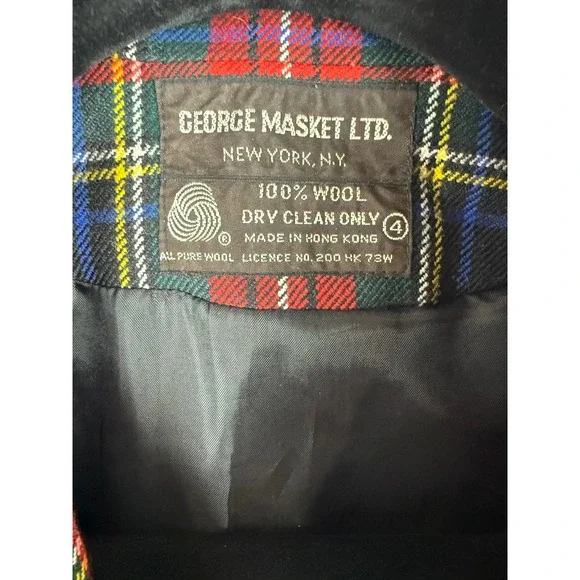 GEORGE MASKET LTD.
NEW YORK, N.Y.
100% WOOL
DRY CLEAN ONLY 4
® MADE IN HONG KONG
ALL PURE WOOL LICENCE NO. 200 HK 73W